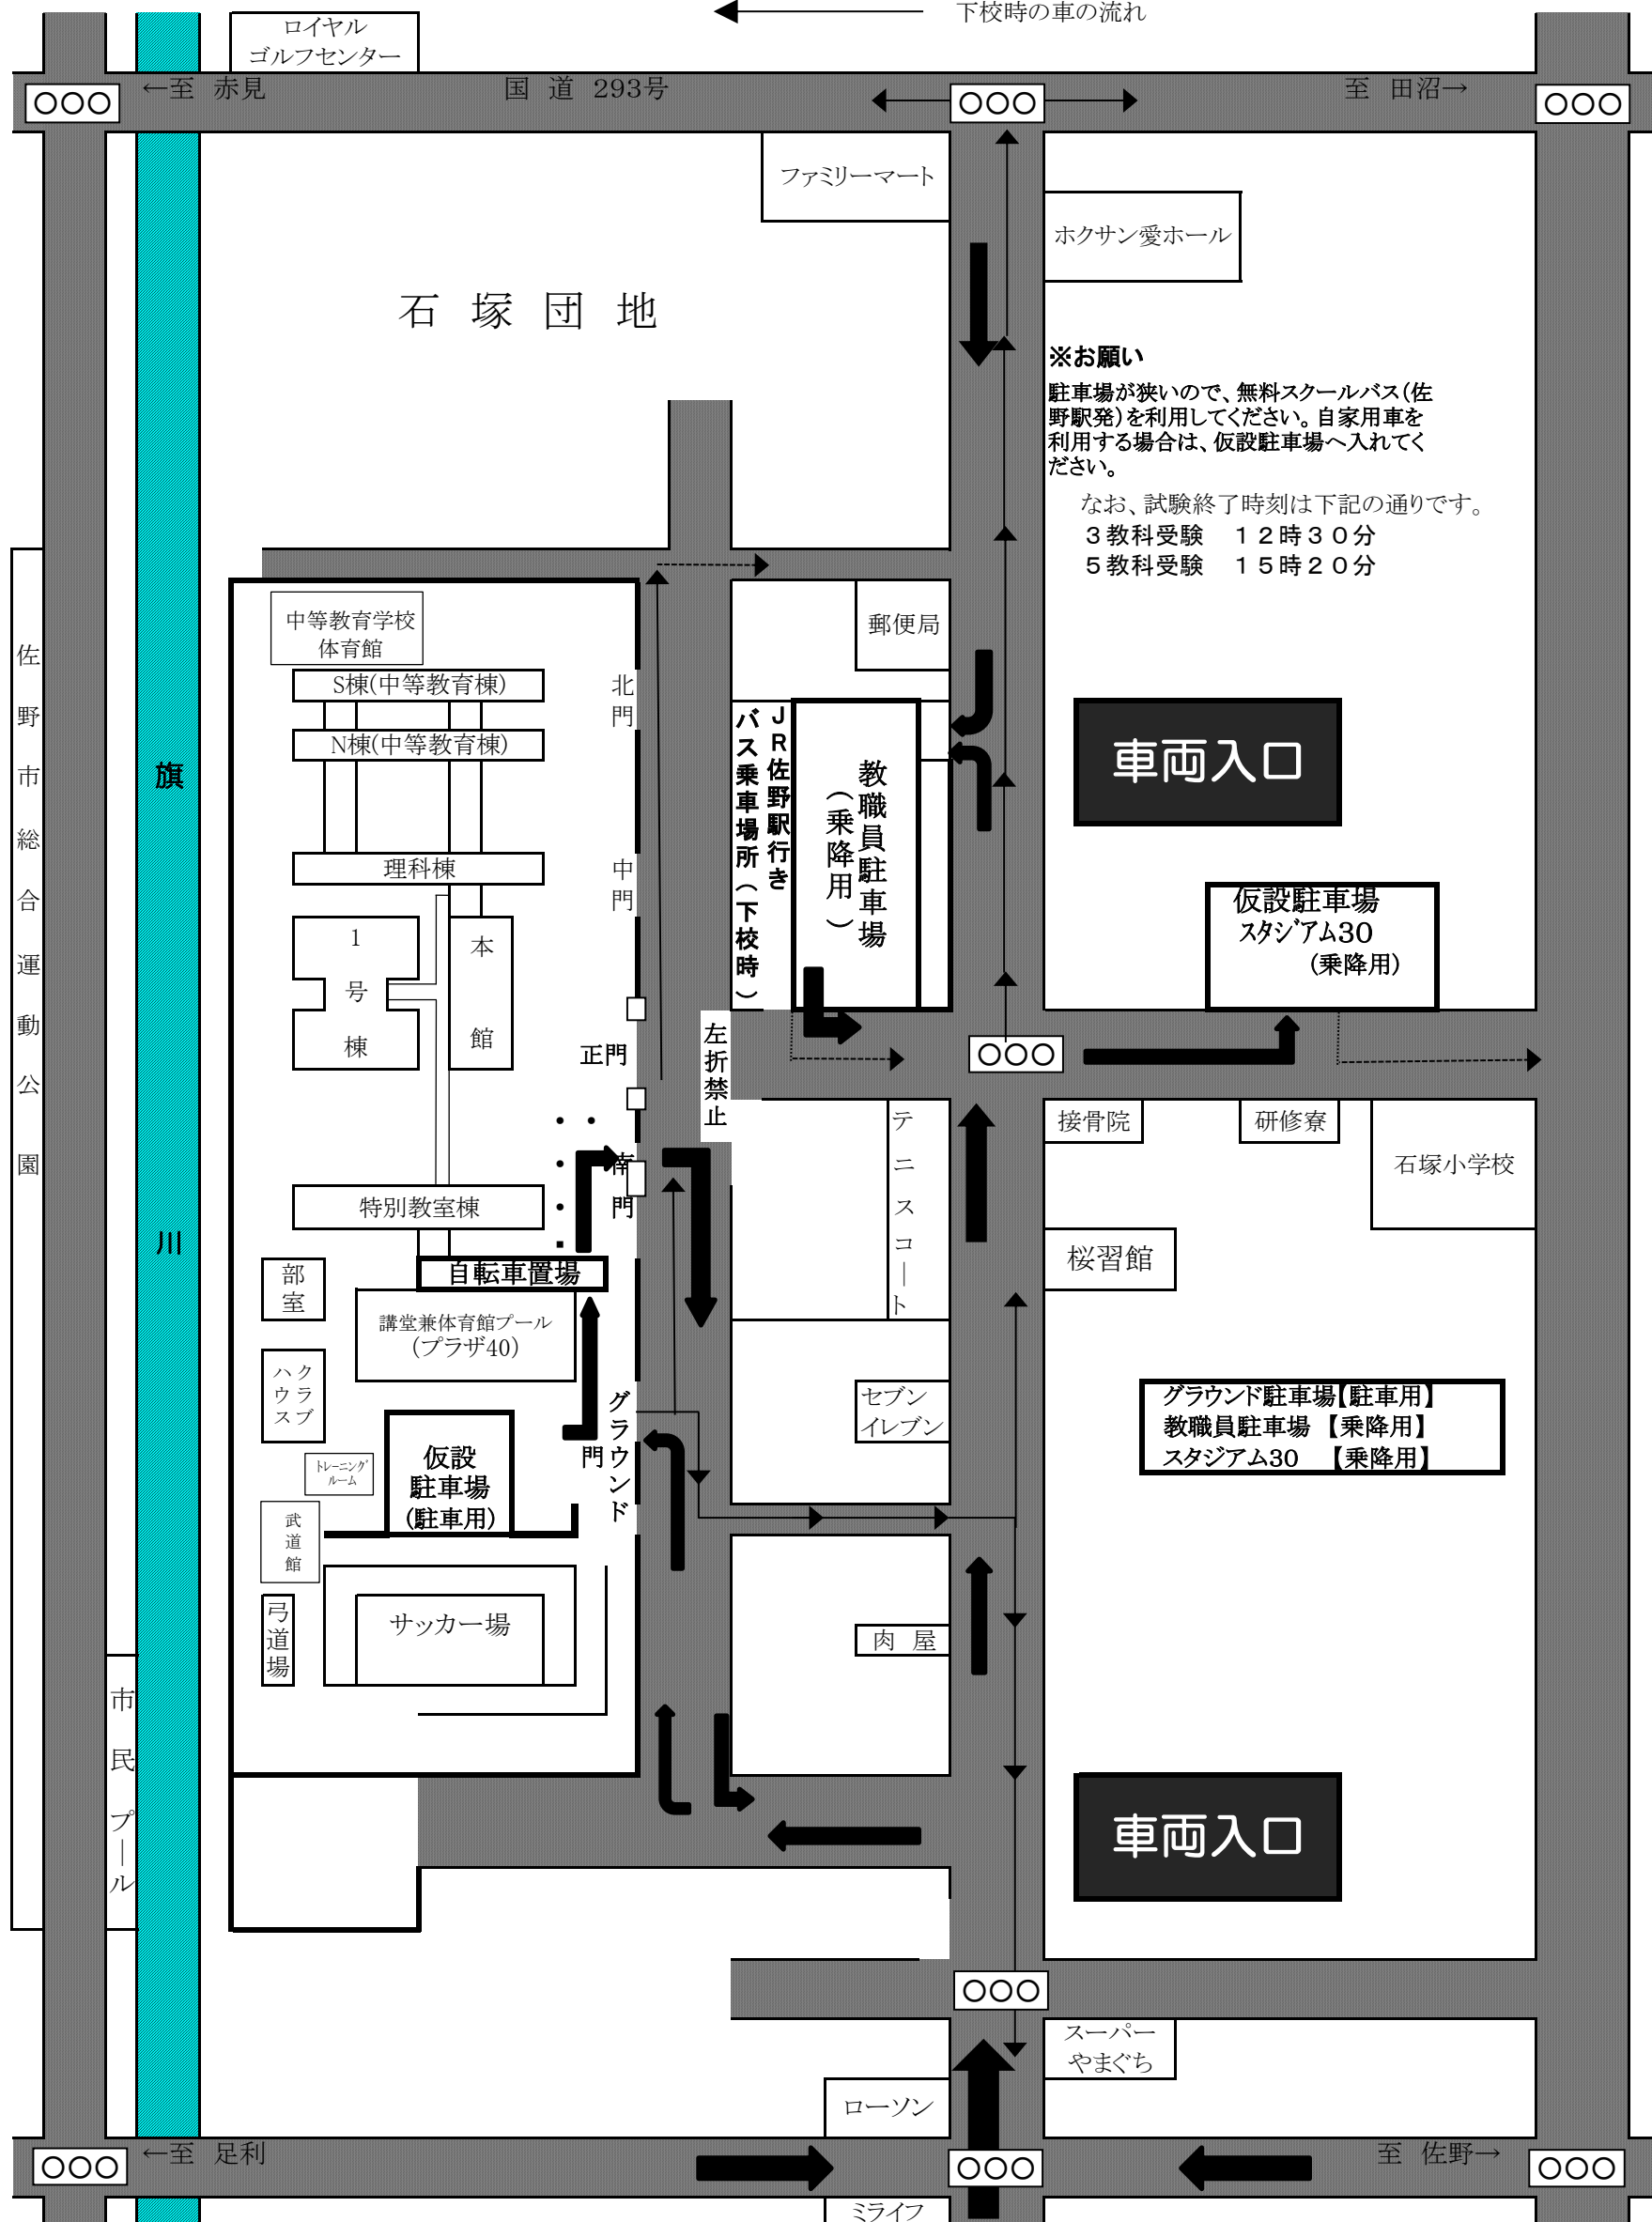 下校時の車の流れ
ロイヤル
ゴルフセンター
←至 赤見
国 道 293号
至 田沼→
ファミリーマート
ホクサン愛ホール
石 塚 団 地
※お願い
駐車場が狭いので、無料スクールバス(佐
野駅発)を利用してください。自家用車を
利用する場合は、仮設駐車場へ入れてく
ださい。
なお、試験終了時刻は下記の通りです。
３教科受験 １２時３０分
５教科受験 １５時２０分
佐野市総合運動公園
旗川
中等教育学校
体育館
S棟(中等教育棟)
N棟(中等教育棟)
理科棟
1号棟
本館
北門
中門
正門
南門
左折禁止
郵便局
ＪＲ佐野駅行き
バス乗車場所(下校時)
教職員駐車場
(乗降用)
車両入口
仮設駐車場
スタジアム30
(乗降用)
テニスコート
接骨院
研修寮
石塚小学校
桜習館
特別教室棟
自転車置場
部室
講堂兼体育館プール
(プラザ40)
クラブ
ハウス
トレーニング
ルーム
仮設
駐車場
(駐車用)
グラウンド
門
武道館
弓道場
サッカー場
セブン
イレブン
肉 屋
グラウンド駐車場【駐車用】
教職員駐車場 【乗降用】
スタジアム30 【乗降用】
市民プール
車両入口
スーパー
やまぐち
ローソン
←至 足利
至 佐野→
ミライフ